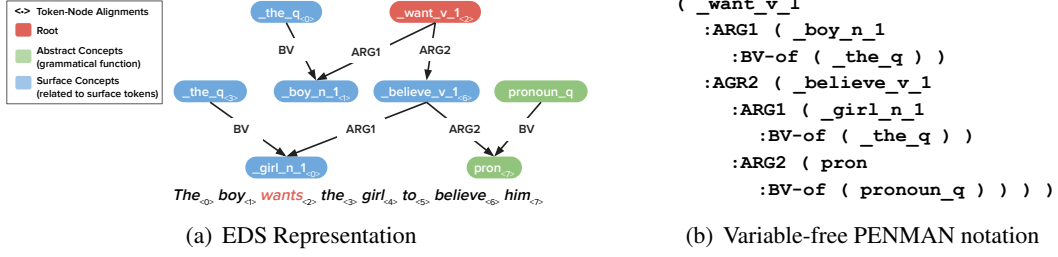 <-> Token-Node Alignments
Root
Abstract Concepts
(grammatical function)
Surface Concepts
(related to surface tokens)
_the_q<0>
_want_v_1<2>
BV
ARG1
ARG2
_the_q<3>
_boy_n_1<1>
_believe_v_1<6>
pronoun_q
BV
ARG1
ARG2
BV
_girl_n_1<0>
pron<7>
The<0> boy<1> wants<2> the<3> girl<4> to<5> believe<6> him<7>
(a) EDS Representation
( _want_v_1
:ARG1 ( _boy_n_1
:BV-of ( _the_q ) )
:AGR2 ( _believe_v_1
:ARG1 ( _girl_n_1
:BV-of ( _the_q ) )
:ARG2 ( pron
:BV-of ( pronoun_q ) ) ) )
(b) Variable-free PENMAN notation